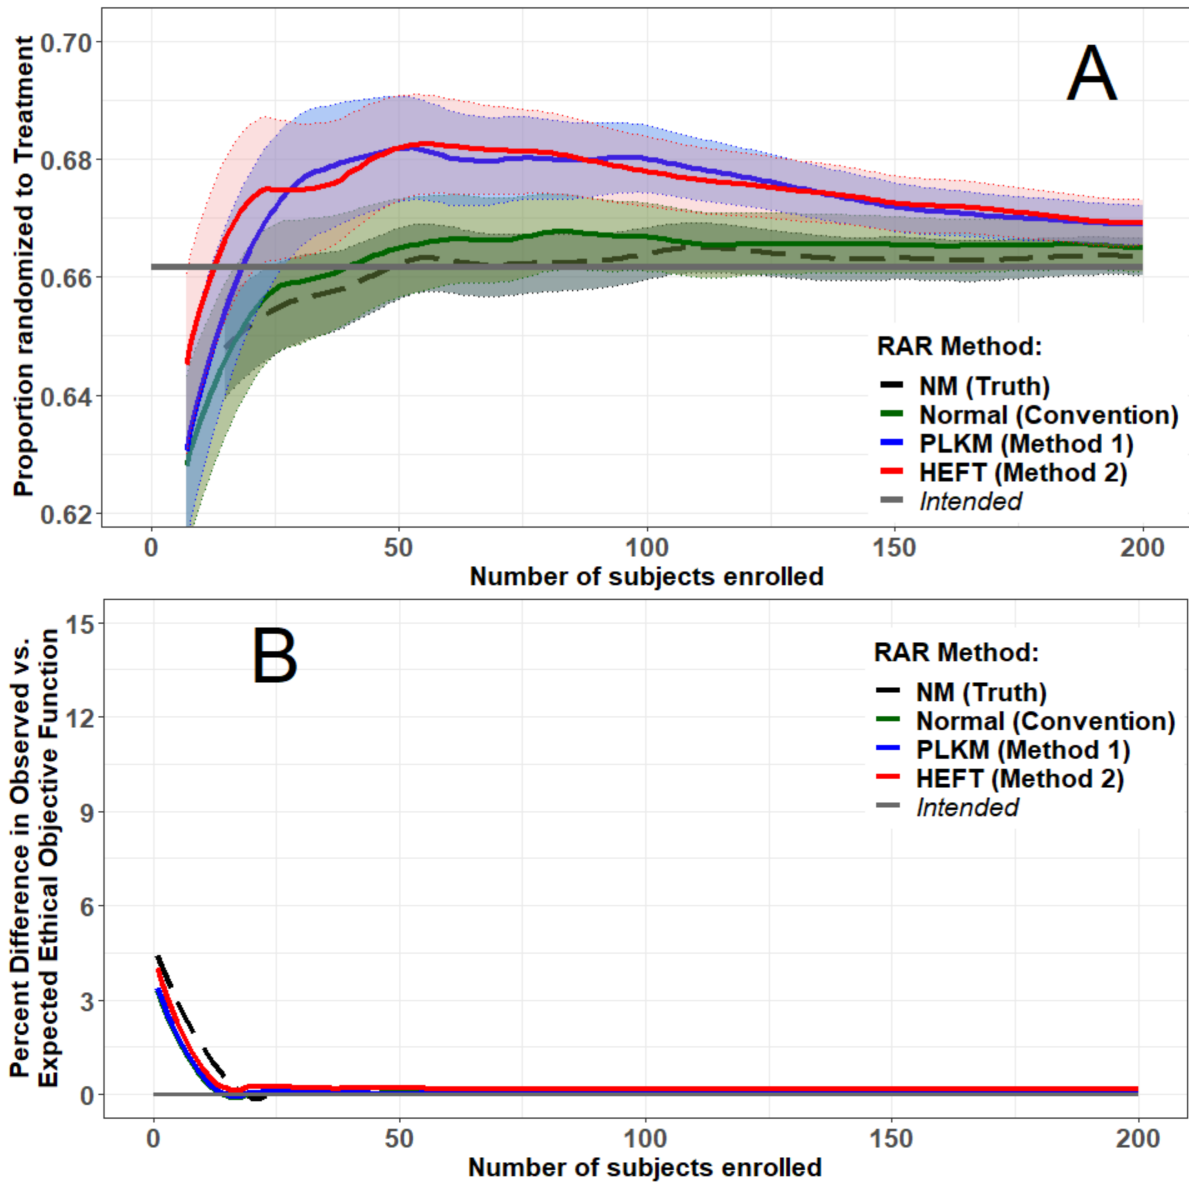 A
Proportion randomized to Treatment
0.70
0.68
0.66
0.64
0.62
RAR Method:
NM (Truth)
Normal (Convention)
PLKM (Method 1)
HEFT (Method 2)
Intended
0 50 100 150 200
Number of subjects enrolled
B
Percent Difference in Observed vs.
Expected Ethical Objective Function
15
12
9
6
3
0
RAR Method:
NM (Truth)
Normal (Convention)
PLKM (Method 1)
HEFT (Method 2)
Intended
0 50 100 150 200
Number of subjects enrolled